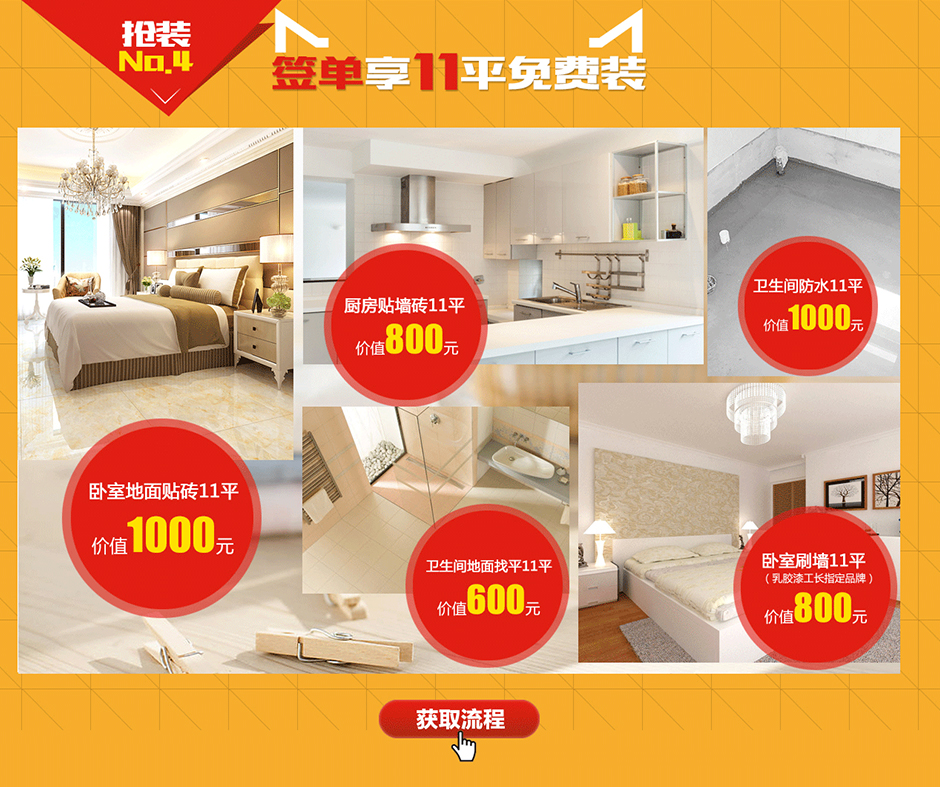 抢装
No.4
签单享11平免费装
厨房贴墙砖11平
价值800元
卫生间防水11平
价值1000元
卧室地面贴砖11平
价值1000元
卫生间地面找平11平
价值600元
卧室刷墙11平
（乳胶漆工长指定品牌）
价值800元
获取流程